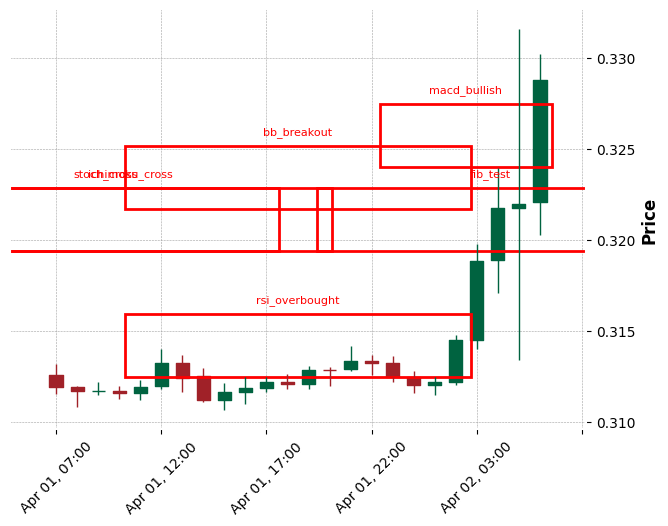 0.330
macd_bullish
bb_breakout
0.325
fib_test
0.320
Price
rsi_overbought
0.315
0.310
Apr 01, 07:00
Apr 01, 12:00
Apr 01, 17:00
Apr 01, 22:00
Apr 02, 03:00